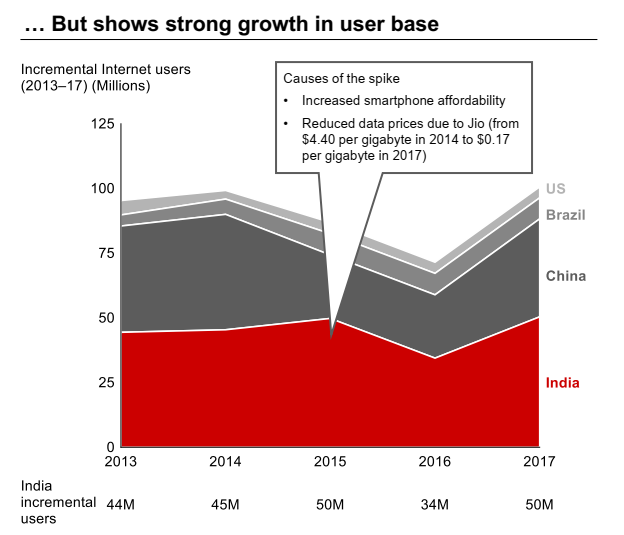 … But shows strong growth in user base
Incremental Internet users
(2013–17) (Millions)
Causes of the spike
• Increased smartphone affordability
• Reduced data prices due to Jio (from
$4.40 per gigabyte in 2014 to $0.17
per gigabyte in 2017)
125
100
75
50
25
0
US
Brazil
China
India
2013 2014 2015 2016 2017
India
incremental
users
44M 45M 50M 34M 50M